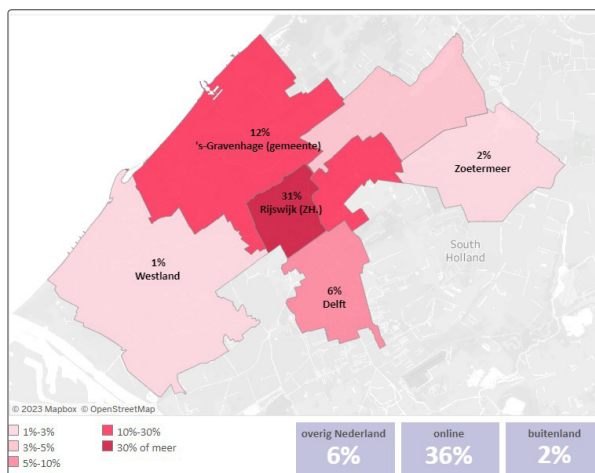 12%
's-Gravenhage (gemeente)
2%
Zoetermeer
31%
Rijswijk (ZH.)
South
Holland
1%
Westland
6%
Delft
© 2023 Mapbox © OpenStreetMap
1%-3%
3%-5%
5%-10%
10%-30%
30% of meer
overig Nederland
6%
online
36%
buitenland
2%